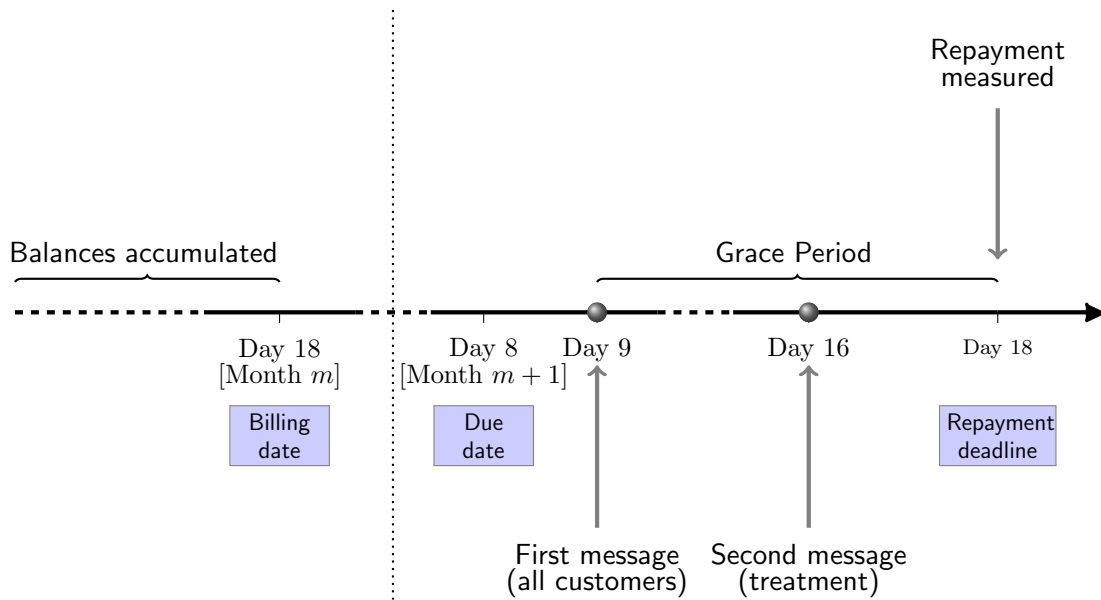 Repayment
measured
Balances accumulated
Grace Period
Day 18
[Month m]
Day 8
[Month m + 1]
Day 9
Day 16
Day 18
Billing
date
Due
date
Repayment
deadline
First message
(all customers)
Second message
(treatment)